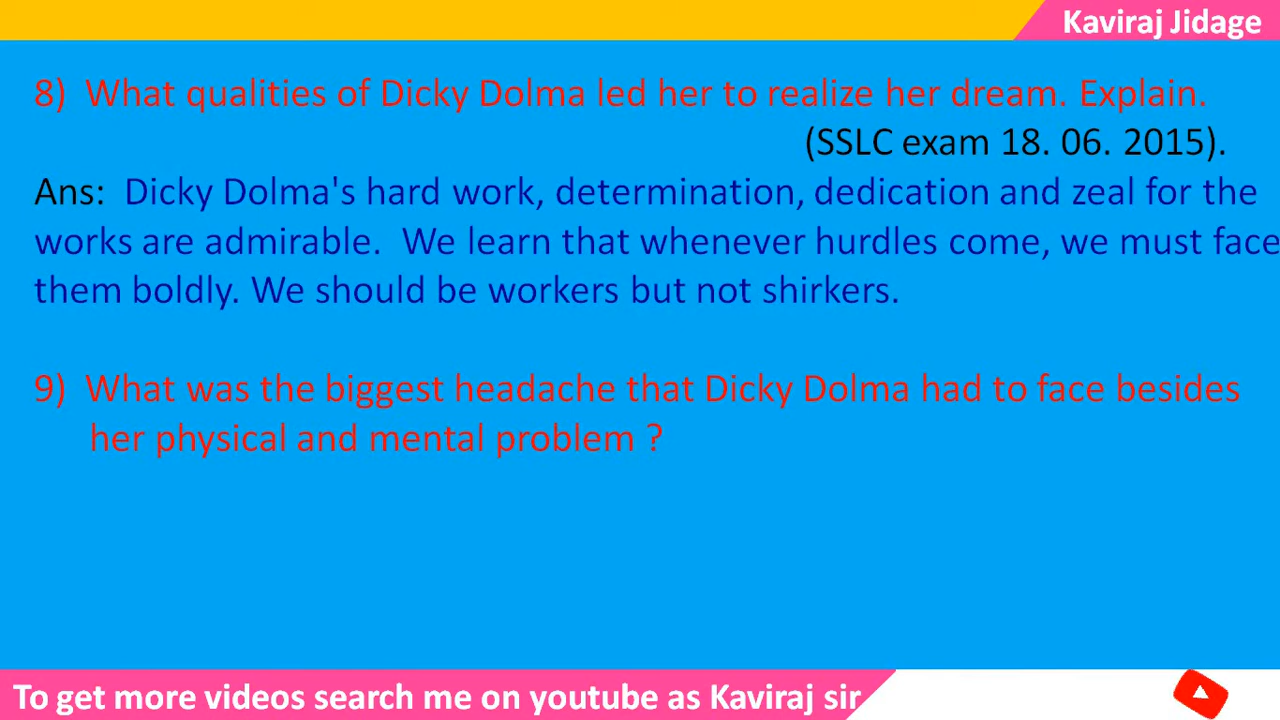 Kaviraj Jidage
8) What qualities of Dicky Dolma led her to realize her dream. Explain.
(SSLC exam 18. 06. 2015).
Ans: Dicky Dolma's hard work, determination, dedication and zeal for the
works are admirable. We learn that whenever hurdles come, we must face
them boldly. We should be workers but not shirkers.
9) What was the biggest headache that Dicky Dolma had to face besides
her physical and mental problem ?
To get more videos search me on youtube as Kaviraj sir